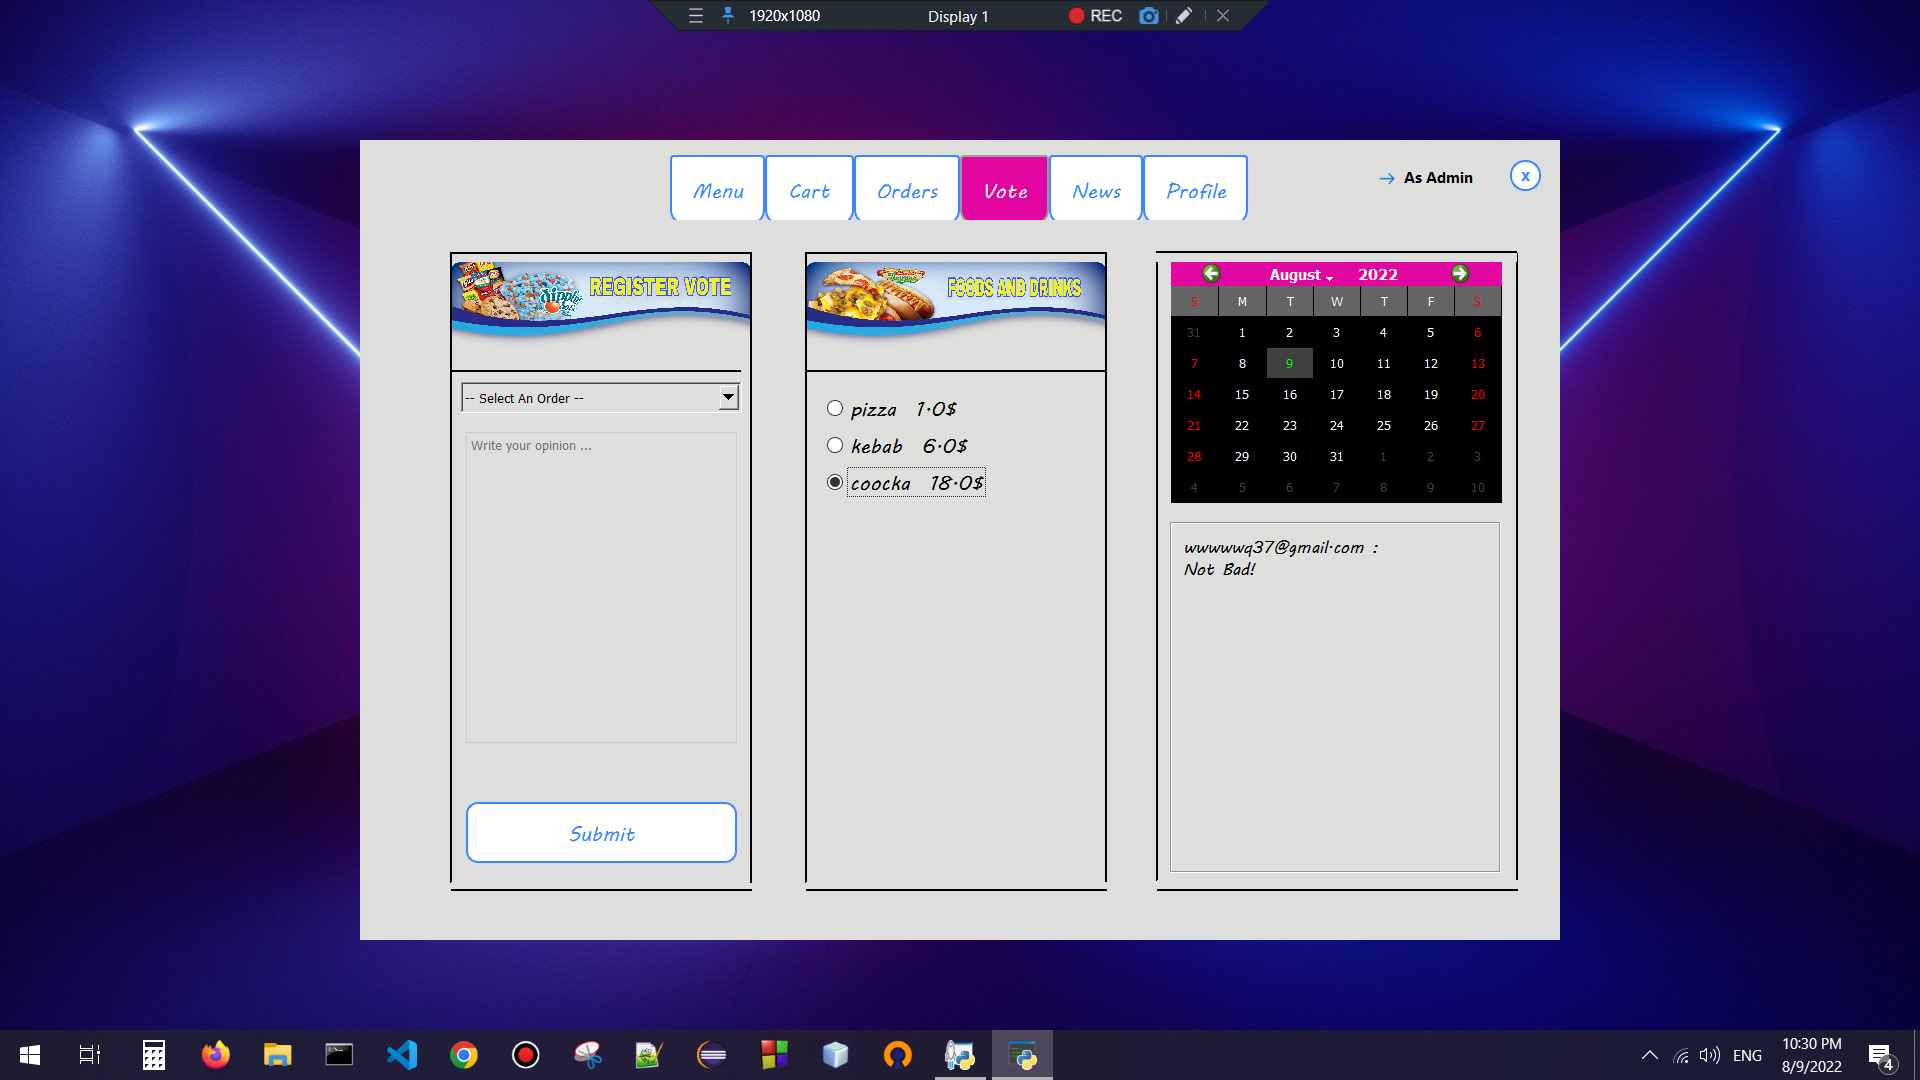 1920x1080 Display 1 REC
Menu Cart Orders Vote News Profile
As Admin
x
REGISTER VOTE
-- Select An Order --
Write your opinion ...
Submit
FOODS AND DRINKS
pizza 1.0$
kebab 6.0$
coocka 18.0$
August 2022
S M T W T F S
31 1 2 3 4 5 6
7 8 9 10 11 12 13
14 15 16 17 18 19 20
21 22 23 24 25 26 27
28 29 30 31 1 2 3
4 5 6 7 8 9 10
wwwwwq37@gmail.com :
Not Bad!
ENG
10:30 PM
8/9/2022
4